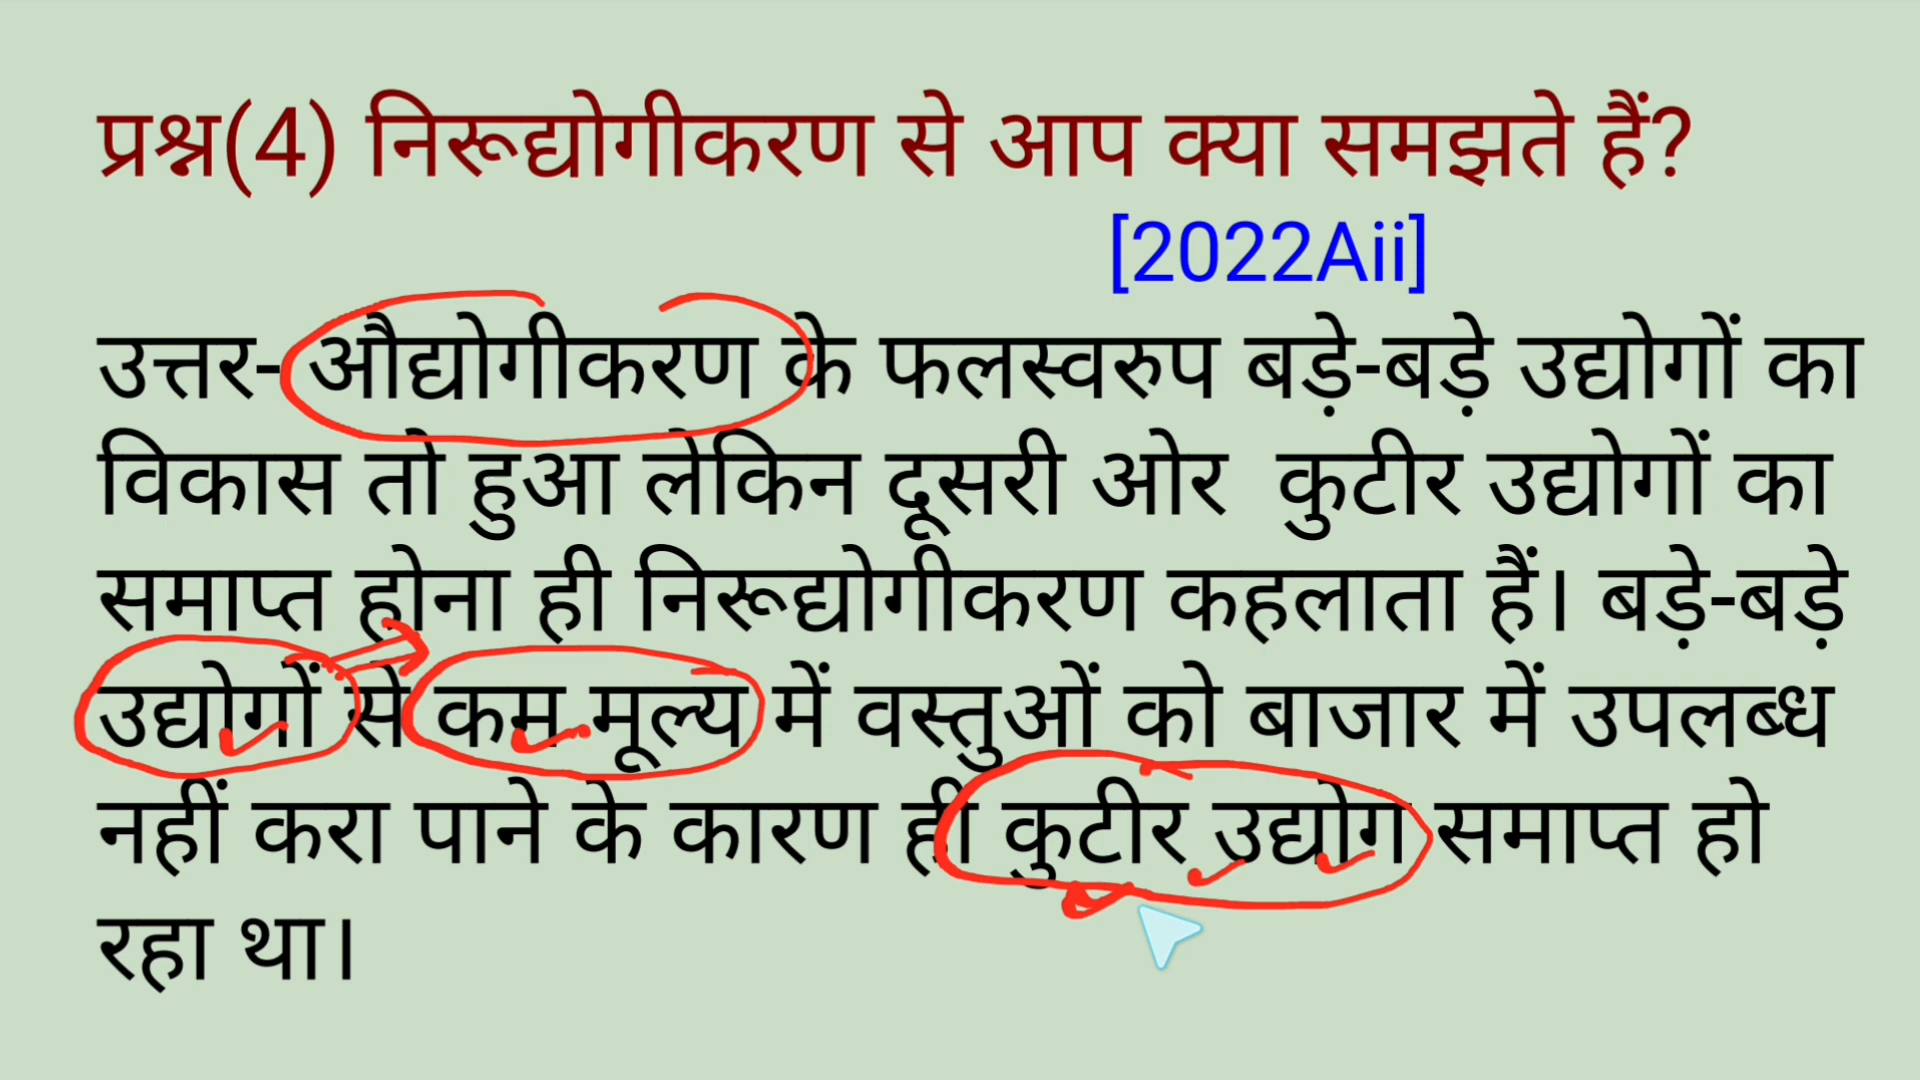 प्रश्न(4) निरूद्योगीकरण से आप क्या समझते हैं?
[2022Aii]
उत्तर- औद्योगीकरण के फलस्वरुप बड़े-बड़े उद्योगों का
विकास तो हुआ लेकिन दूसरी ओर कुटीर उद्योगों का
समाप्त होना ही निरूद्योगीकरण कहलाता हैं। बड़े-बड़े
उद्योगों से कम मूल्य में वस्तुओं को बाजार में उपलब्ध
नहीं करा पाने के कारण ही कुटीर उद्योग समाप्त हो
रहा था।